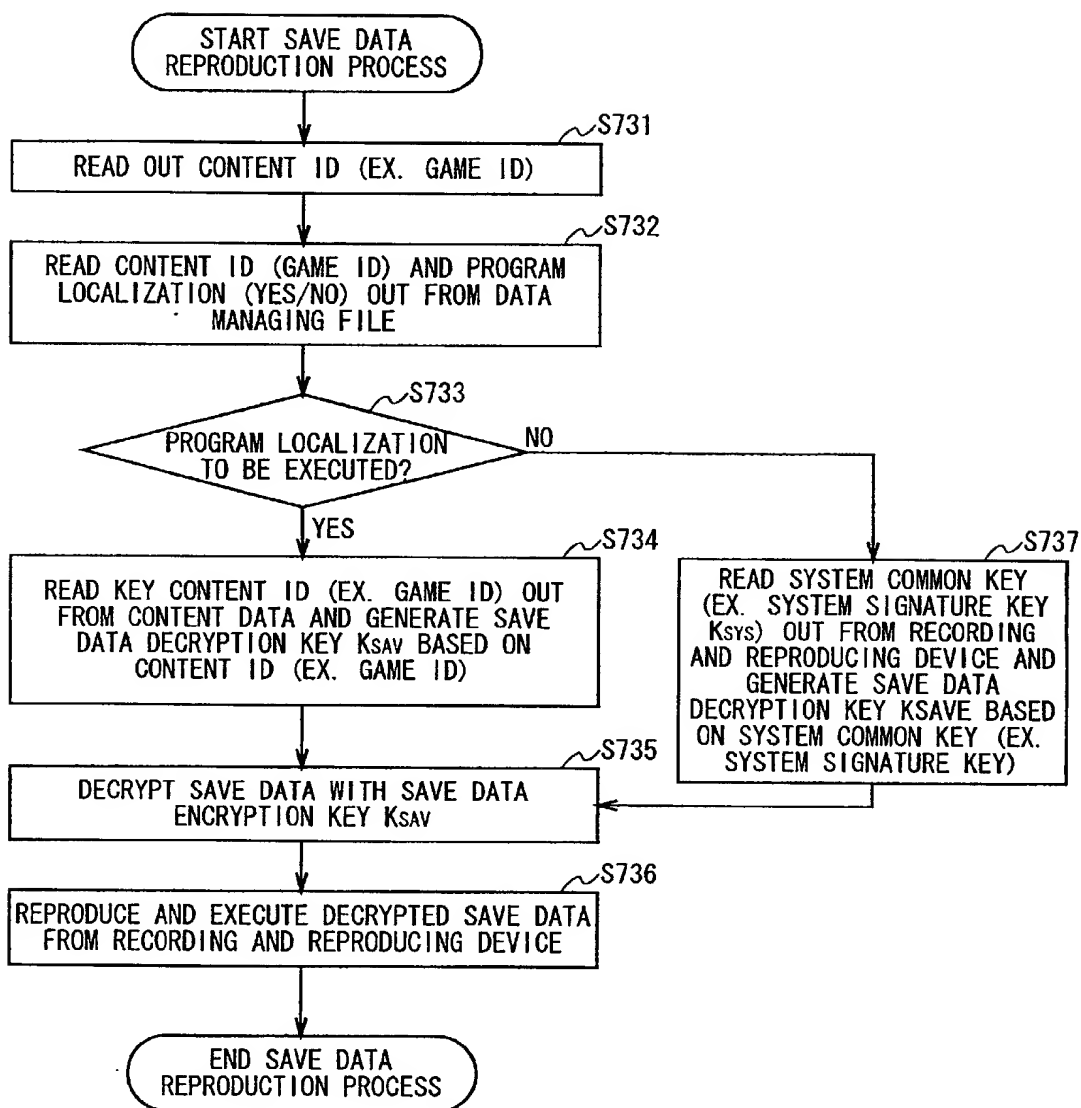 START SAVE DATA
REPRODUCTION PROCESS
S731
READ OUT CONTENT ID (EX. GAME ID)
S732
READ CONTENT ID (GAME ID) AND PROGRAM
LOCALIZATION (YES/NO) OUT FROM DATA
MANAGING FILE
S733
PROGRAM LOCALIZATION
TO BE EXECUTED?
NO
YES
S734
READ KEY CONTENT ID (EX. GAME ID) OUT
FROM CONTENT DATA AND GENERATE SAVE
DATA DECRYPTION KEY KSAV BASED ON
CONTENT ID (EX. GAME ID)
S737
READ SYSTEM COMMON KEY
(EX. SYSTEM SIGNATURE KEY
KSYS) OUT FROM RECORDING
AND REPRODUCING DEVICE AND
GENERATE SAVE DATA
DECRYPTION KEY KSAVE BASED
ON SYSTEM COMMON KEY (EX.
SYSTEM SIGNATURE KEY)
S735
DECRYPT SAVE DATA WITH SAVE DATA
ENCRYPTION KEY KSAV
S736
REPRODUCE AND EXECUTE DECRYPTED SAVE DATA
FROM RECORDING AND REPRODUCING DEVICE
END SAVE DATA
REPRODUCTION PROCESS